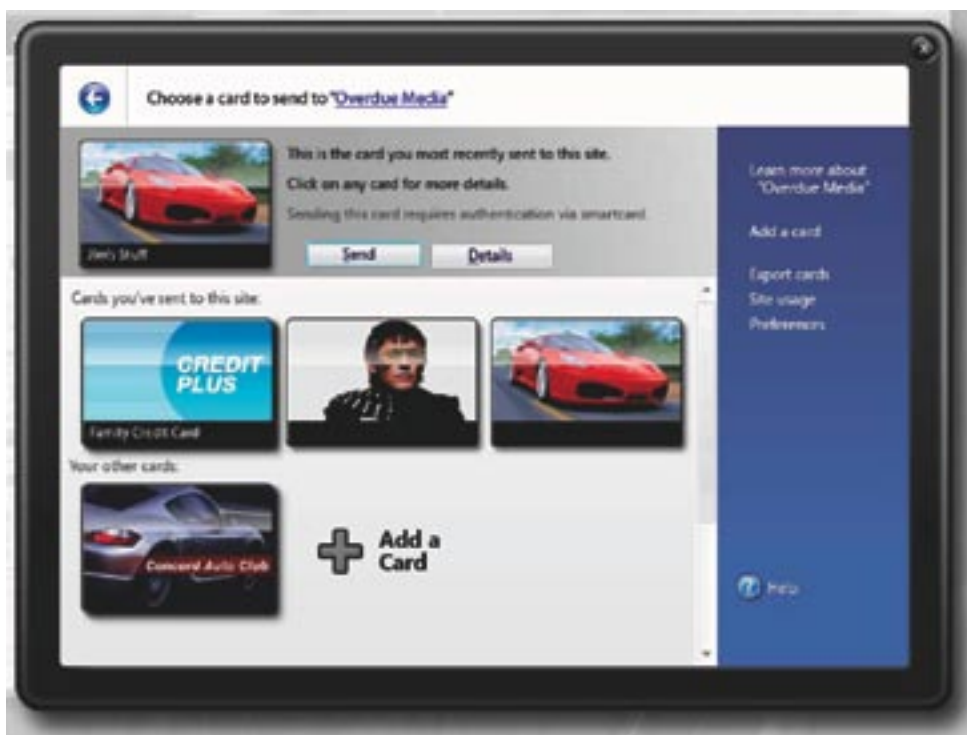 Choose a card to send to "Overdue Media"
This is the card you most recently sent to this site.
Click on any card for more details.
Sending this card requires authentication via smartcard.
Jim's Stuff
Send
Details
Cards you've sent to this site:
CREDIT
PLUS
Family Credit Card
Your other cards:
Concord Auto Club
Add a
Card
Learn more about
"Overdue Media"
Add a card
Export cards
Site usage
Preferences
Help